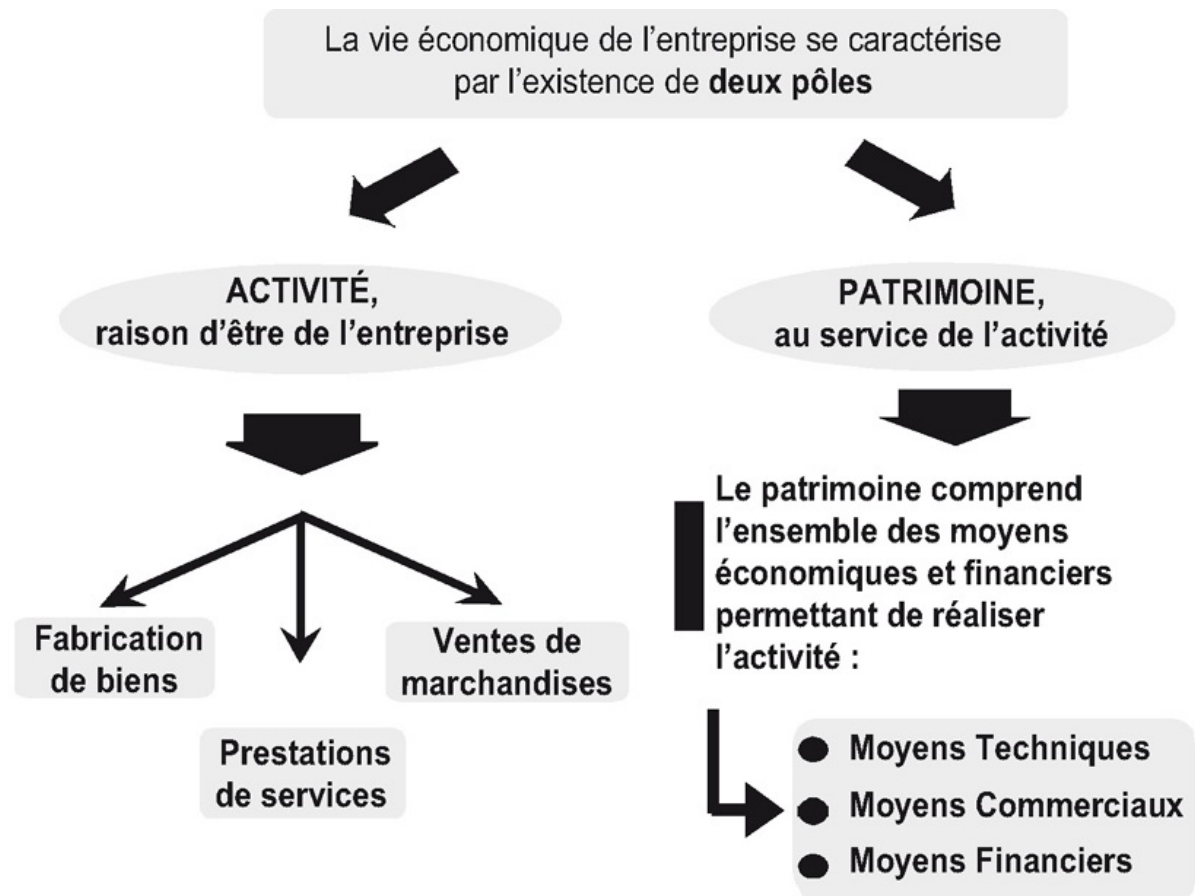 La vie économique de l’entreprise se caractérise
par l’existence de deux pôles
ACTIVITÉ,
raison d’être de l’entreprise
PATRIMOINE,
au service de l’activité
Fabrication
de biens
Prestations
de services
Ventes de
marchandises
Le patrimoine comprend
l’ensemble des moyens
économiques et financiers
permettant de réaliser
l’activité :
Moyens Techniques
Moyens Commerciaux
Moyens Financiers